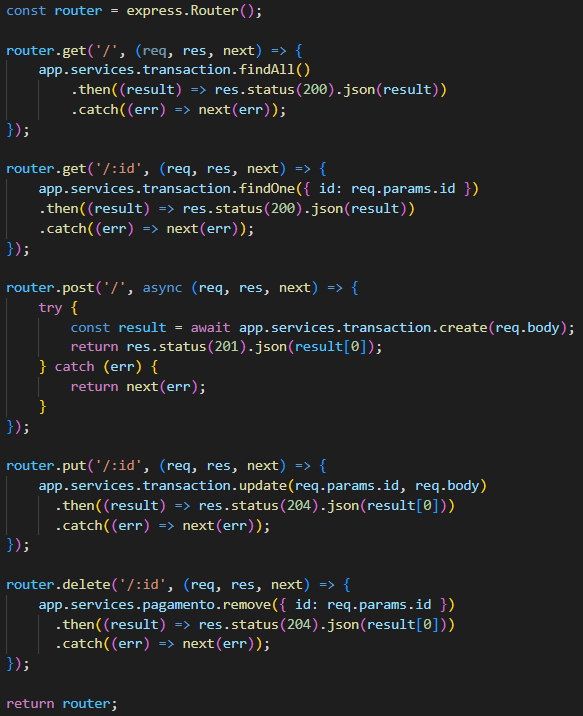 const router = express.Router();
router.get('/', (req, res, next) => {
app.services.transaction.findAll()
.then((result) => res.status(200).json(result))
.catch((err) => next(err));
});
router.get('/:id', (req, res, next) => {
app.services.transaction.findOne({ id: req.params.id })
.then((result) => res.status(200).json(result))
.catch((err) => next(err));
});
router.post('/', async (req, res, next) => {
try {
const result = await app.services.transaction.create(req.body);
return res.status(201).json(result[0]);
} catch (err) {
return next(err);
}
});
router.put('/:id', (req, res, next) => {
app.services.transaction.update(req.params.id, req.body)
.then((result) => res.status(204).json(result[0]))
.catch((err) => next(err));
});
router.delete('/:id', (req, res, next) => {
app.services.pagamento.remove({ id: req.params.id })
.then((result) => res.status(204).json(result[0]))
.catch((err) => next(err));
});
return router;